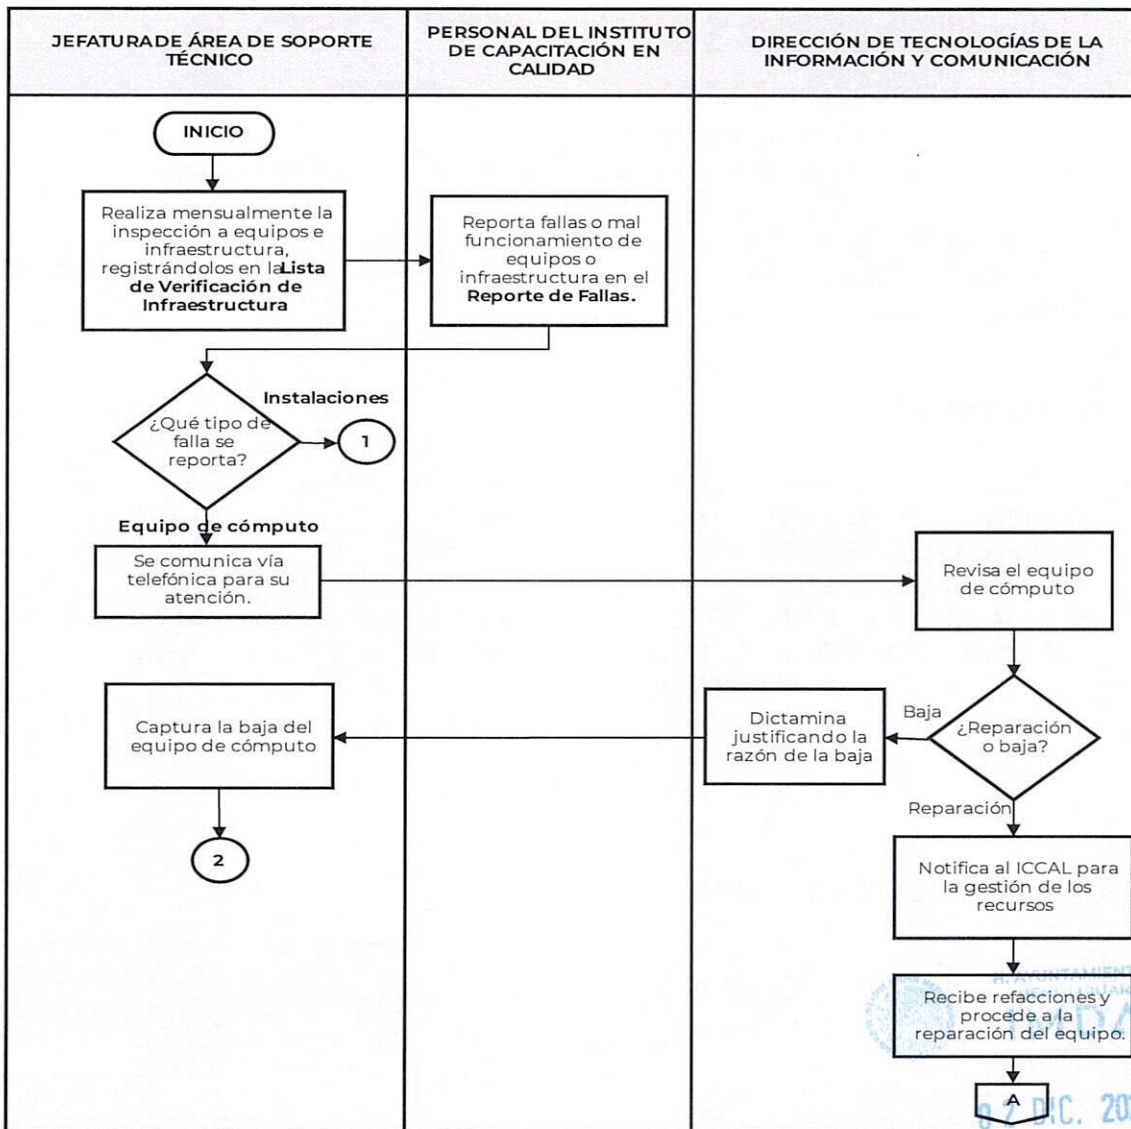 JEFATURA DE ÁREA DE SOPORTE
TÉCNICO
PERSONAL DEL INSTITUTO
DE CAPACITACIÓN EN
CALIDAD
DIRECCIÓN DE TECNOLOGÍAS DE LA
INFORMACIÓN Y COMUNICACIÓN
INICIO
Realiza mensualmente la
inspección a equipos e
infraestructura,
registrándolos en la Lista
de Verificación de
Infraestructura
Reporta fallas o mal
funcionamiento de
equipos o
infraestructura en el
Reporte de Fallas.
¿Qué tipo de
falla se
reporta?
Instalaciones
1
Equipo de cómputo
Se comunica vía
telefónica para su
atención.
Revisa el equipo
de cómputo
¿Reparación
o baja?
Baja
Dictamina
justificando la
razón de la baja
Captura la baja del
equipo de cómputo
2
Reparación
Notifica al ICCAL para
la gestión de los
recursos
Recibe refacciones y
procede a la
reparación del equipo.
A
DIC.